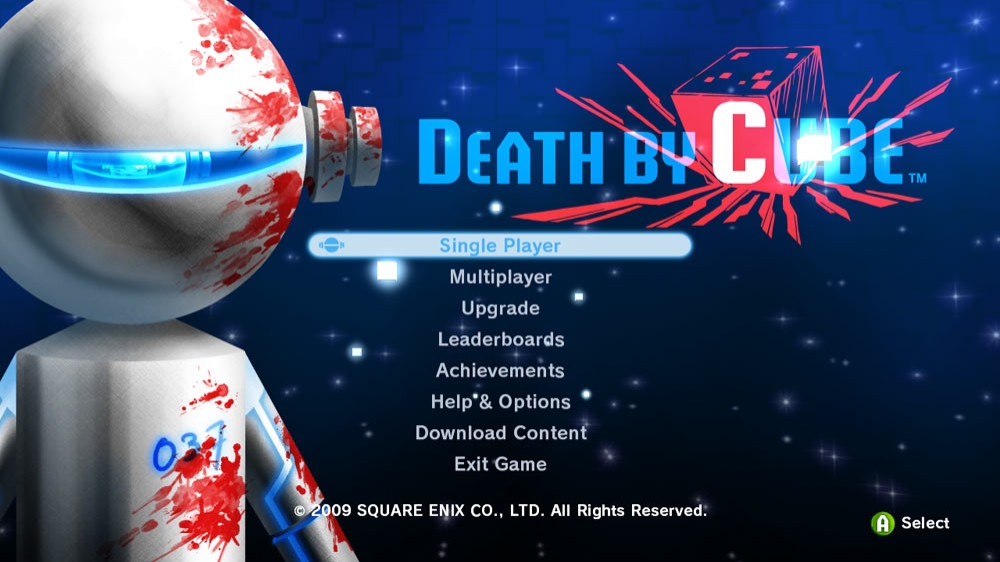 DEATH BY CUBE™
Single Player
Multiplayer
Upgrade
Leaderboards
Achievements
Help & Options
Download Content
Exit Game
037
© 2009 SQUARE ENIX CO., LTD. All Rights Reserved.
A Select